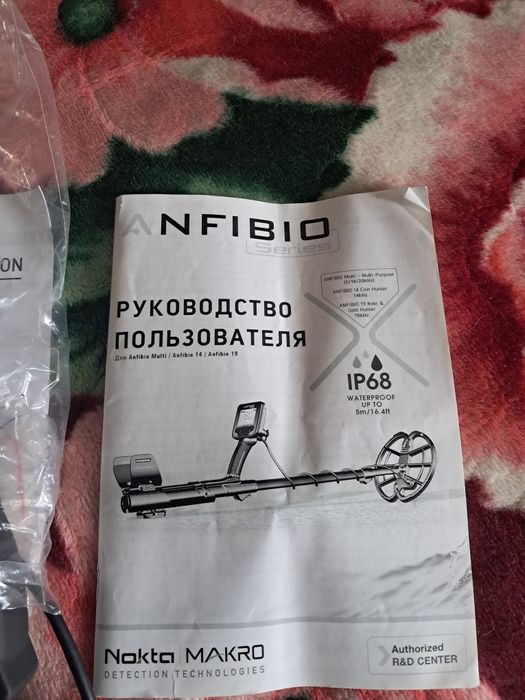 ON
ANFIBIO
Series
ANFIBIO Multi – Multi-Purpose
(5/14/20kHz)
ANFIBIO 14 Coin Hunter
14kHz
ANFIBIO 19 Relic &
Gold Hunter
19kHz
РУКОВОДСТВО
ПОЛЬЗОВАТЕЛЯ
Для Anfibio Multi / Anfibio 14 / Anfibio 19
IP68
WATERPROOF
UP TO
5m/16.4ft
Nokta MAKRO
DETECTION TECHNOLOGIES
Authorized
R&D CENTER